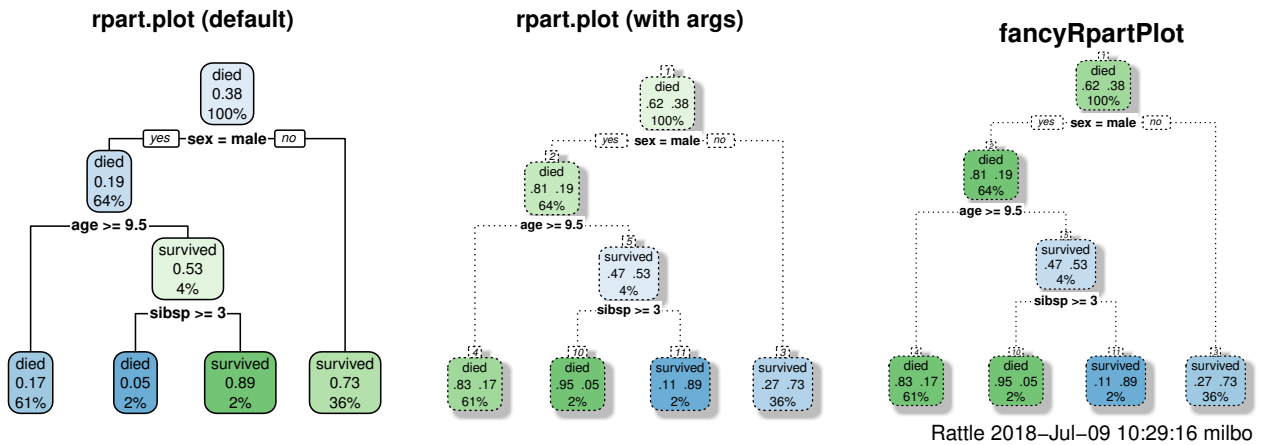 rpart.plot (default)
died
0.38
100%
yes sex = male no
died
0.19
64%
age >= 9.5
survived
0.53
4%
sibsp >= 3
died
0.17
61%
died
0.05
2%
survived
0.89
2%
survived
0.73
36%
rpart.plot (with args)
1
died
.62 .38
100%
yes sex = male no
2
died
.81 .19
64%
age >= 9.5
5
survived
.47 .53
4%
sibsp >= 3
4
died
.83 .17
61%
10
died
.95 .05
2%
11
survived
.11 .89
2%
3
survived
.27 .73
36%
fancyRpartPlot
1
died
.62 .38
100%
yes sex = male no
2
died
.81 .19
64%
age >= 9.5
5
survived
.47 .53
4%
sibsp >= 3
4
died
.83 .17
61%
10
died
.95 .05
2%
11
survived
.11 .89
2%
3
survived
.27 .73
36%
Rattle 2018−Jul−09 10:29:16 milbo